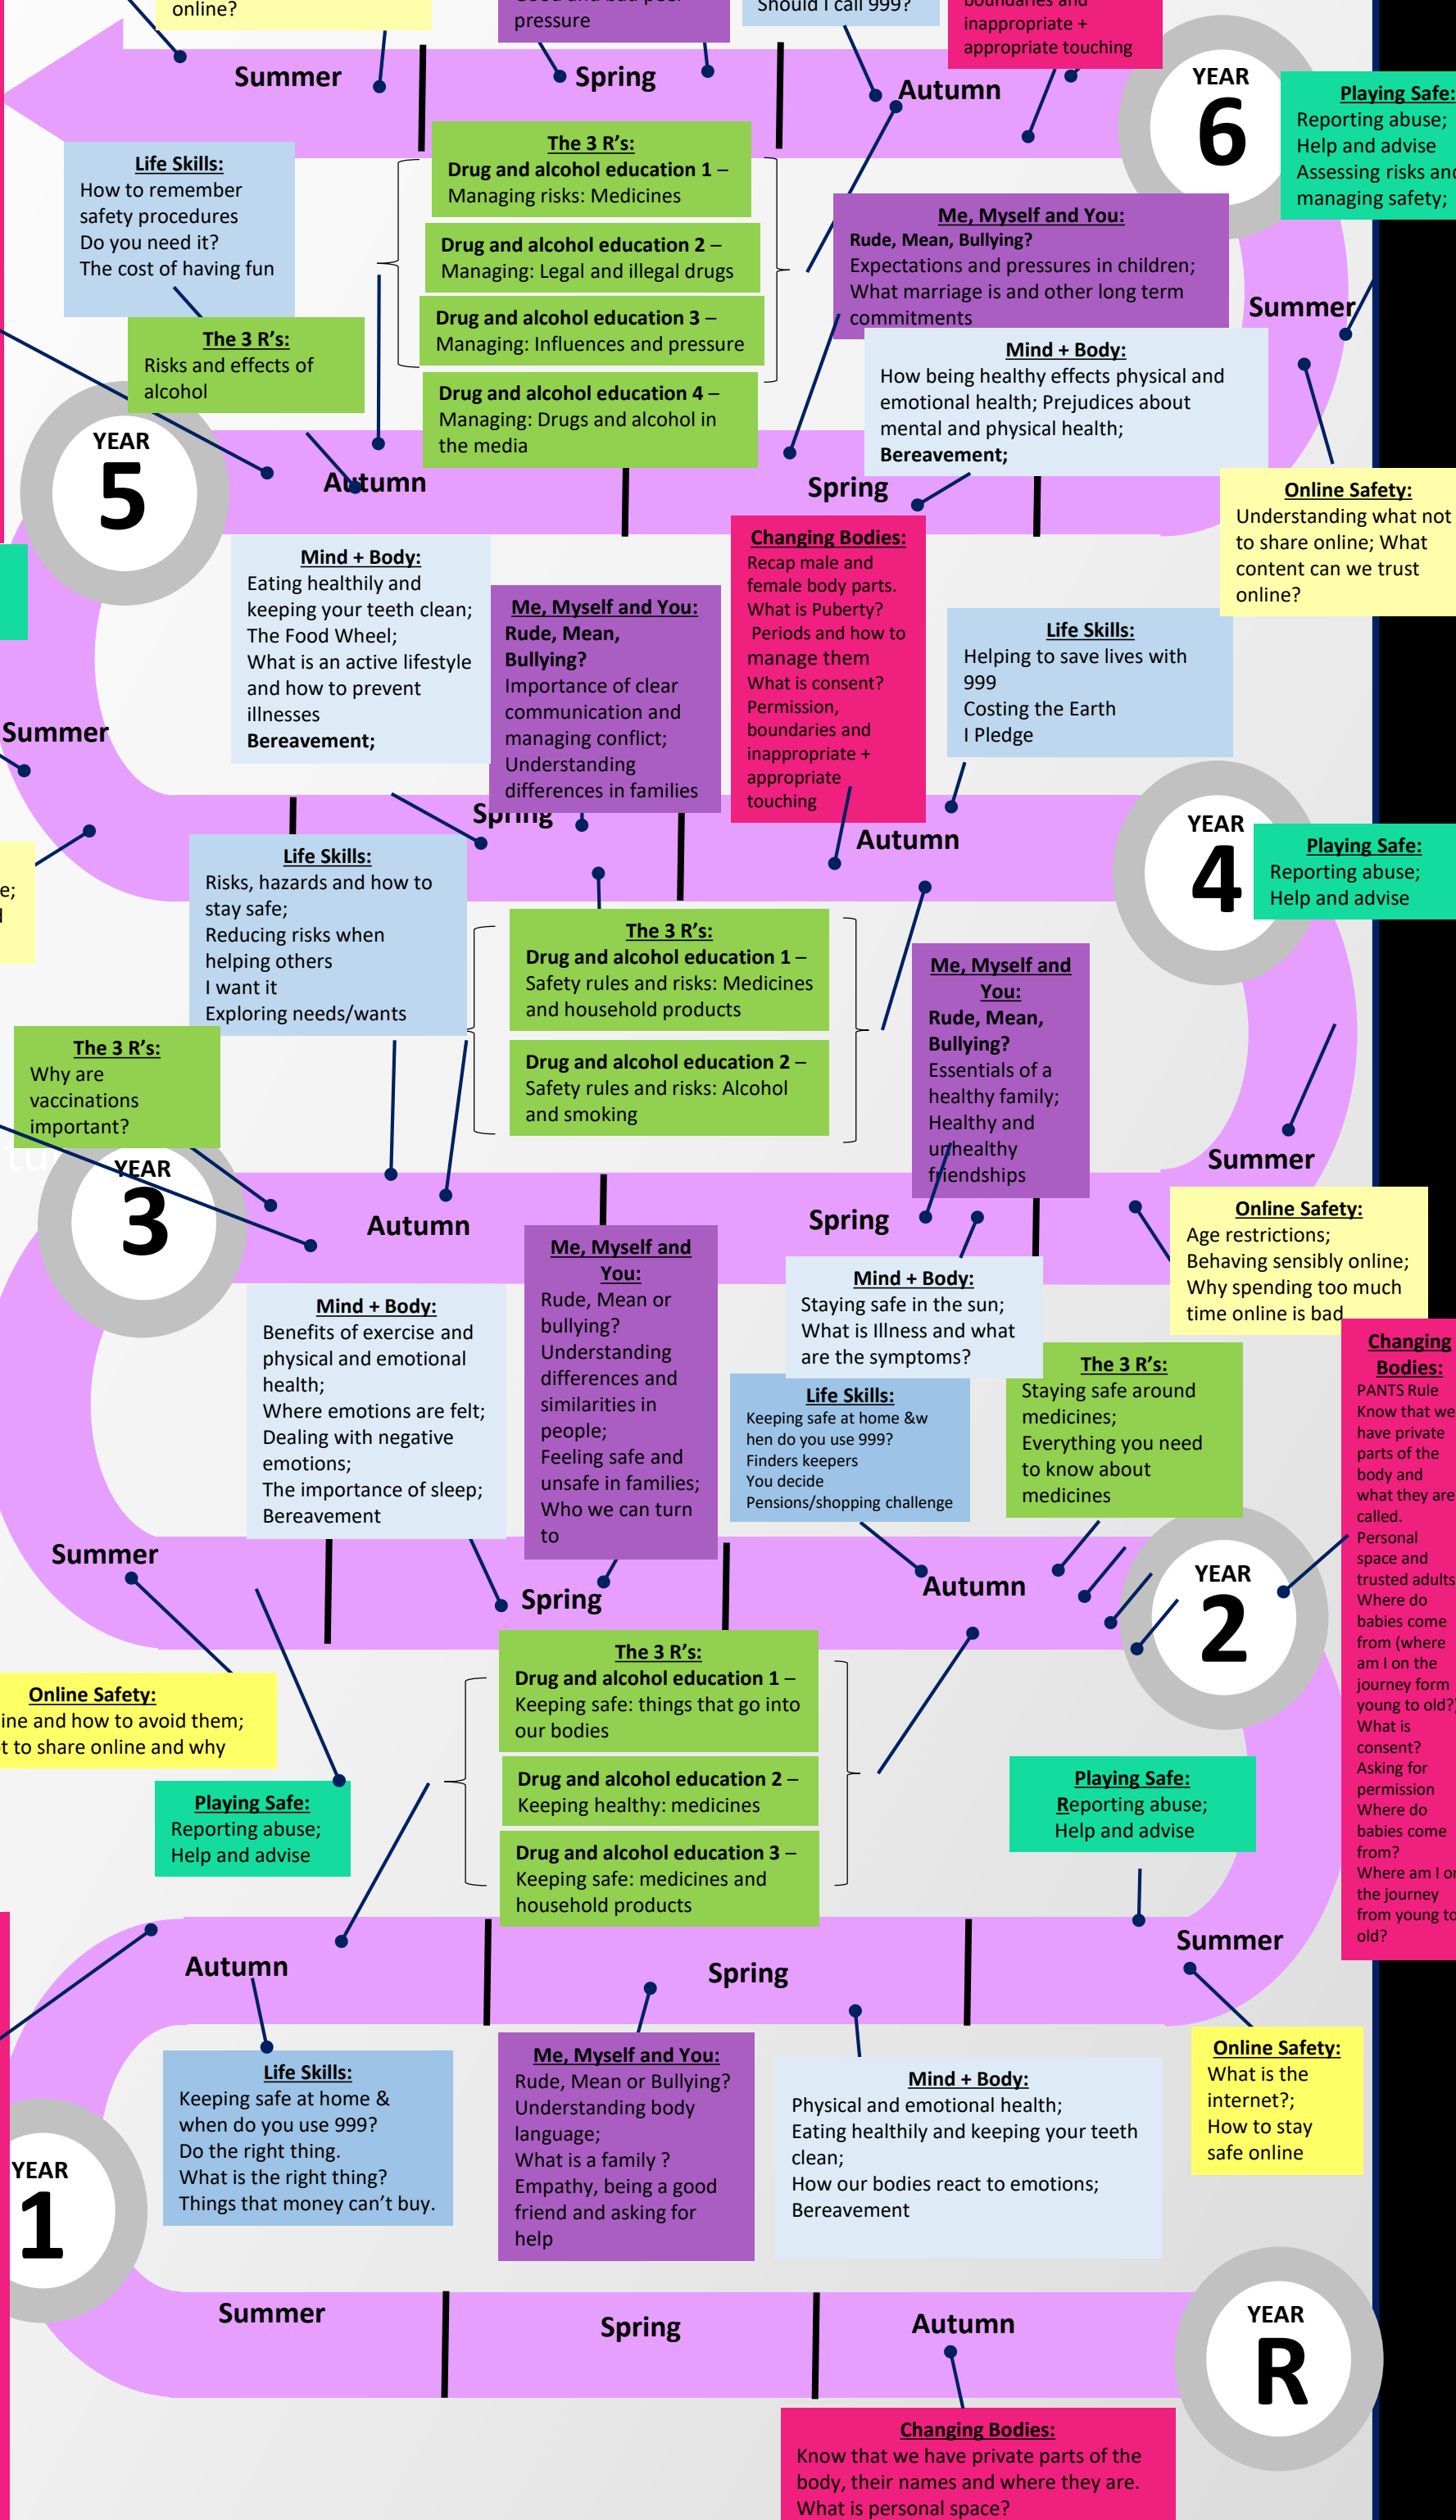 online?
Good and bad peer
pressure
Should I call 999?
boundaries and
inappropriate +
appropriate touching
Summer
Spring
Autumn
YEAR
6
Playing Safe:
Reporting abuse;
Help and advise
Assessing risks and
managing safety;
Life Skills:
How to remember
safety procedures
Do you need it?
The cost of having fun
The 3 R's:
Drug and alcohol education 1 –
Managing risks: Medicines
Drug and alcohol education 2 –
Managing: Legal and illegal drugs
Drug and alcohol education 3 –
Managing: Influences and pressure
Drug and alcohol education 4 –
Managing: Drugs and alcohol in
the media
Me, Myself and You:
Rude, Mean, Bullying?
Expectations and pressures in children;
What marriage is and other long term
commitments
Summer
The 3 R's:
Risks and effects of
alcohol
Mind + Body:
How being healthy effects physical and
emotional health; Prejudices about
mental and physical health;
Bereavement;
YEAR
5
Autumn
Spring
Online Safety:
Understanding what not
to share online; What
content can we trust
online?
Mind + Body:
Eating healthily and
keeping your teeth clean;
The Food Wheel;
What is an active lifestyle
and how to prevent
illnesses
Bereavement;
Me, Myself and You:
Rude, Mean,
Bullying?
Importance of clear
communication and
managing conflict;
Understanding
differences in families
Changing Bodies:
Recap male and
female body parts.
What is Puberty?
Periods and how to
manage them
What is consent?
Permission,
boundaries and
inappropriate +
appropriate
touching
Life Skills:
Helping to save lives with
999
Costing the Earth
I Pledge
Summer
Spring
Autumn
YEAR
4
Playing Safe:
Reporting abuse;
Help and advise
e;
Life Skills:
Risks, hazards and how to
stay safe;
Reducing risks when
helping others
I want it
Exploring needs/wants
The 3 R's:
Drug and alcohol education 1 –
Safety rules and risks: Medicines
and household products
Drug and alcohol education 2 –
Safety rules and risks: Alcohol
and smoking
Me, Myself and
You:
Rude, Mean,
Bullying?
Essentials of a
healthy family;
Healthy and
unhealthy
friendships
The 3 R's:
Why are
vaccinations
important?
YEAR
3
Autumn
Spring
Summer
Online Safety:
Age restrictions;
Behaving sensibly online;
Why spending too much
time online is bad
Mind + Body:
Benefits of exercise and
physical and emotional
health;
Where emotions are felt;
Dealing with negative
emotions;
The importance of sleep;
Bereavement
Me, Myself and
You:
Rude, Mean or
bullying?
Understanding
differences and
similarities in
people;
Feeling safe and
unsafe in families;
Who we can turn
to
Mind + Body:
Staying safe in the sun;
What is Illness and what
are the symptoms?
Life Skills:
Keeping safe at home &w
hen do you use 999?
Finders keepers
You decide
Pensions/shopping challenge
The 3 R's:
Staying safe around
medicines;
Everything you need
to know about
medicines
Changing
Bodies:
PANTS Rule
Know that we
have private
parts of the
body and
what they are
called.
Personal
space and
trusted adults
Where do
babies come
from (where
am I on the
journey form
young to old?)
What is
consent?
Asking for
permission
Where do
babies come
from?
Where am I on
the journey
from young to
old?
Summer
Spring
Autumn
YEAR
2
Online Safety:
ine and how to avoid them;
t to share online and why
Playing Safe:
Reporting abuse;
Help and advise
The 3 R's:
Drug and alcohol education 1 –
Keeping safe: things that go into
our bodies
Drug and alcohol education 2 –
Keeping healthy: medicines
Drug and alcohol education 3 –
Keeping safe: medicines and
household products
Playing Safe:
Reporting abuse;
Help and advise
Autumn
Spring
Summer
Life Skills:
Keeping safe at home &
when do you use 999?
Do the right thing.
What is the right thing?
Things that money can't buy.
Me, Myself and You:
Rude, Mean or Bullying?
Understanding body
language;
What is a family ?
Empathy, being a good
friend and asking for
help
Mind + Body:
Physical and emotional health;
Eating healthily and keeping your teeth
clean;
How our bodies react to emotions;
Bereavement
Online Safety:
What is the
internet?;
How to stay
safe online
YEAR
1
Summer
Spring
Autumn
YEAR
R
Changing Bodies:
Know that we have private parts of the
body, their names and where they are.
What is personal space?